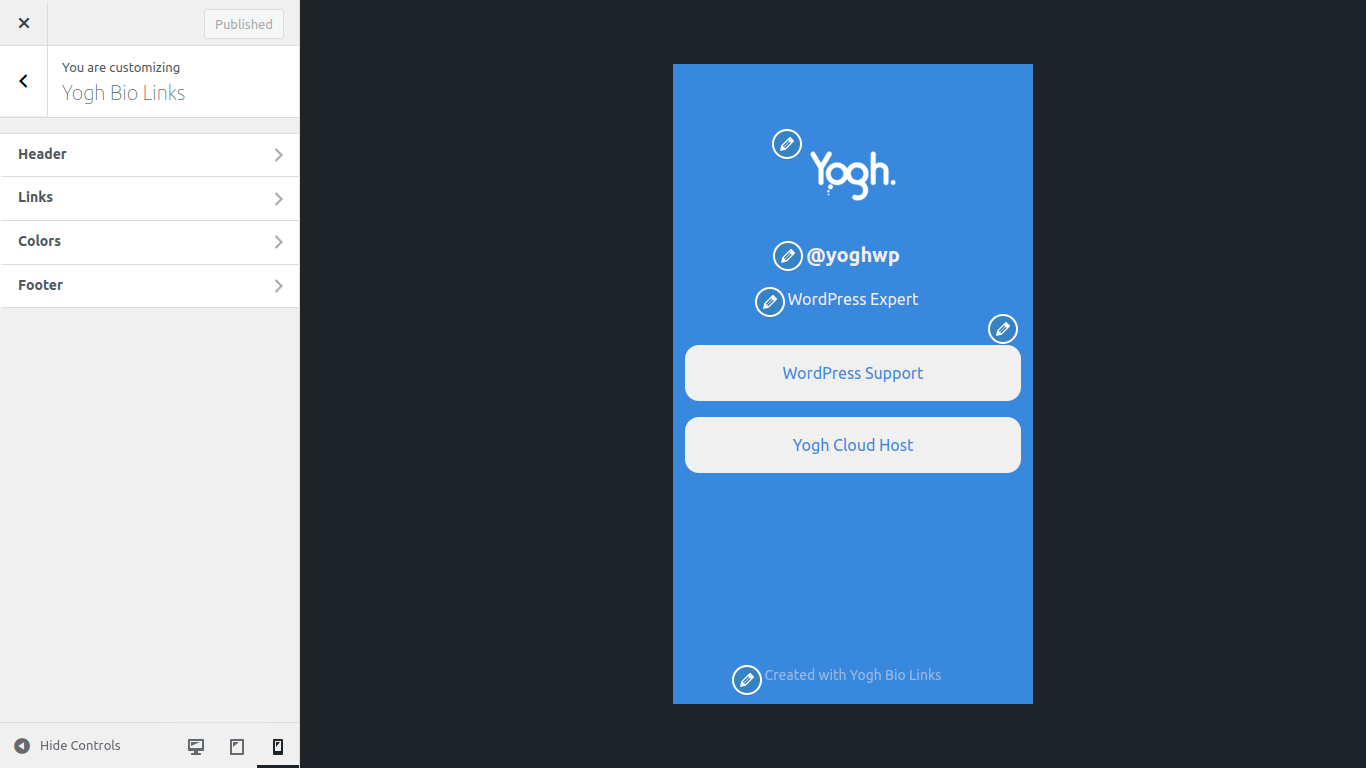 Published
You are customizing
Yogh Bio Links
Header
Links
Colors
Footer
Hide Controls
Yogh.
@yoghwp
WordPress Expert
WordPress Support
Yogh Cloud Host
Created with Yogh Bio Links